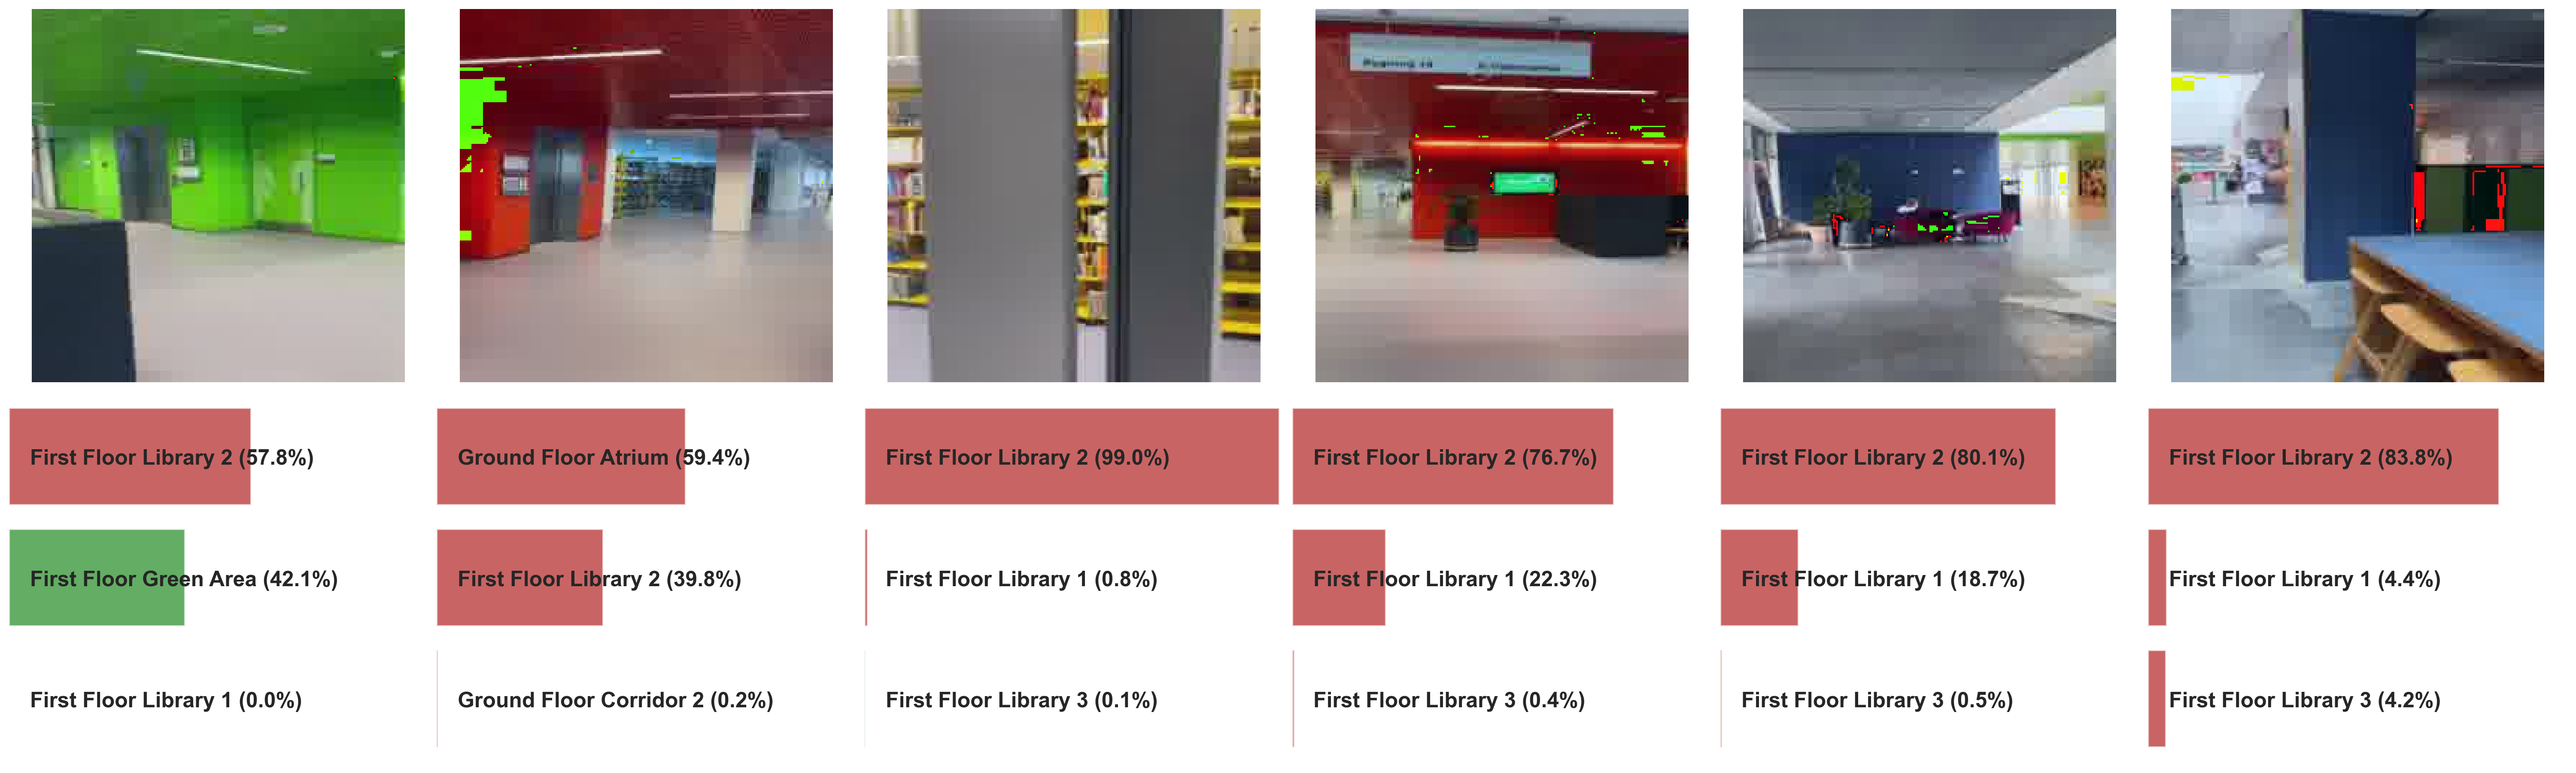 First Floor Library 2 (57.8%)
First Floor Green Area (42.1%)
First Floor Library 1 (0.0%)
Ground Floor Atrium (59.4%)
First Floor Library 2 (39.8%)
Ground Floor Corridor 2 (0.2%)
First Floor Library 2 (99.0%)
First Floor Library 1 (0.8%)
First Floor Library 3 (0.1%)
First Floor Library 2 (76.7%)
First Floor Library 1 (22.3%)
First Floor Library 3 (0.4%)
First Floor Library 2 (80.1%)
First Floor Library 1 (18.7%)
First Floor Library 3 (0.5%)
First Floor Library 2 (83.8%)
First Floor Library 1 (4.4%)
First Floor Library 3 (4.2%)